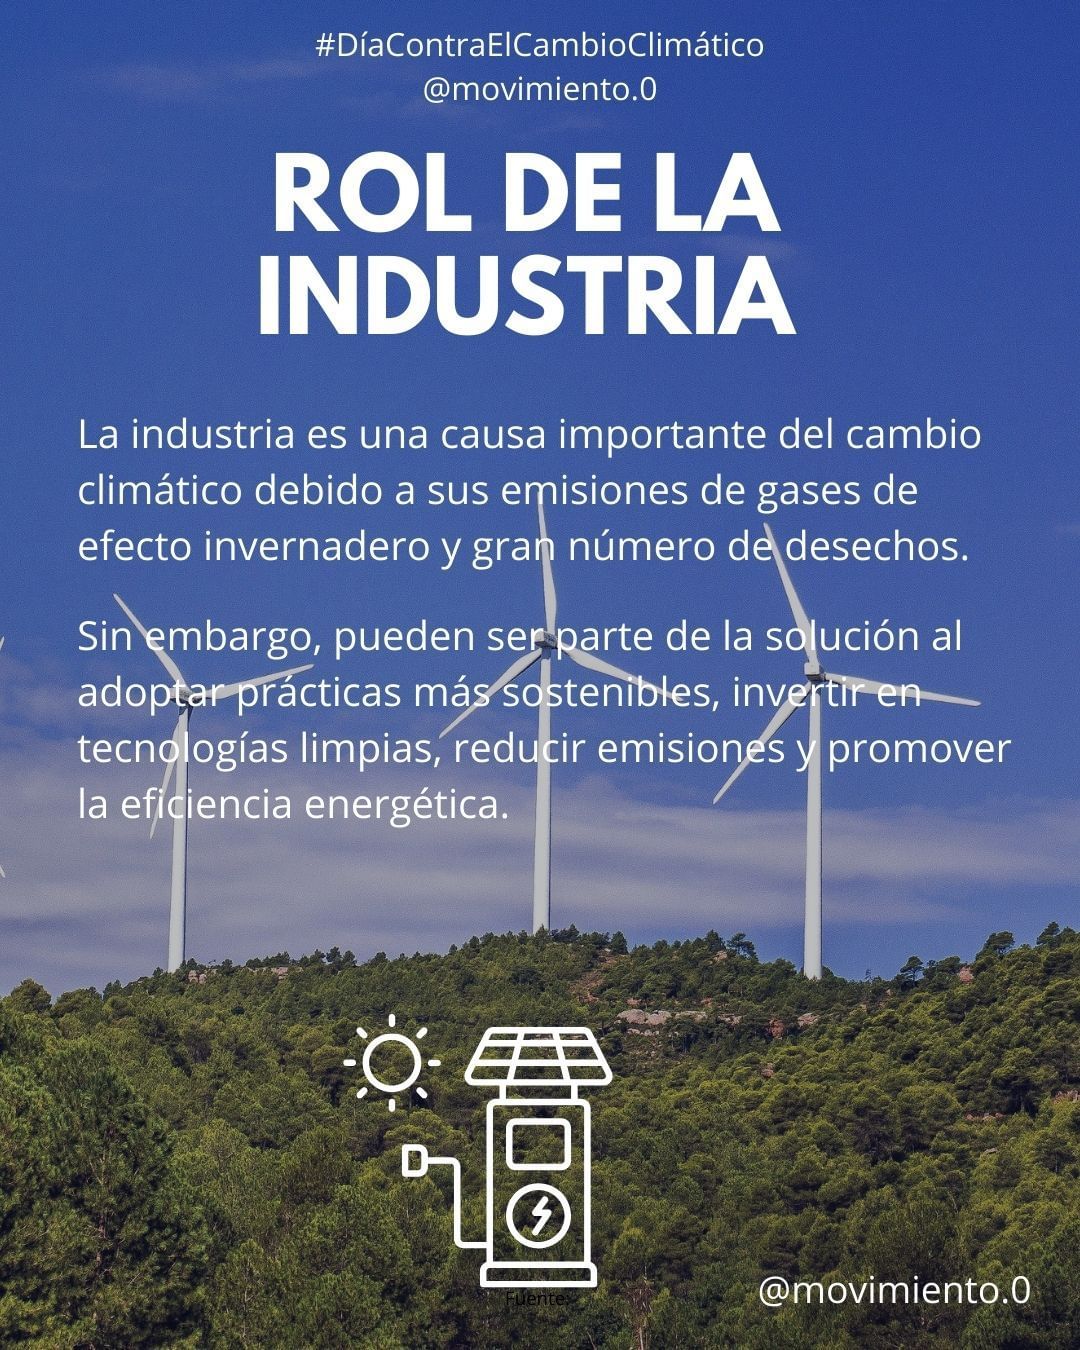 #DíaContraElCambioClimático
@movimiento.0
ROL DE LA
INDUSTRIA
La industria es una causa importante del cambio
climático debido a sus emisiones de gases de
efecto invernadero y gran número de desechos.
Sin embargo, pueden ser parte de la solución al
adoptar prácticas más sostenibles, invertir en
tecnologías limpias, reducir emisiones y promover
la eficiencia energética.
Fuente:
@movimiento.0